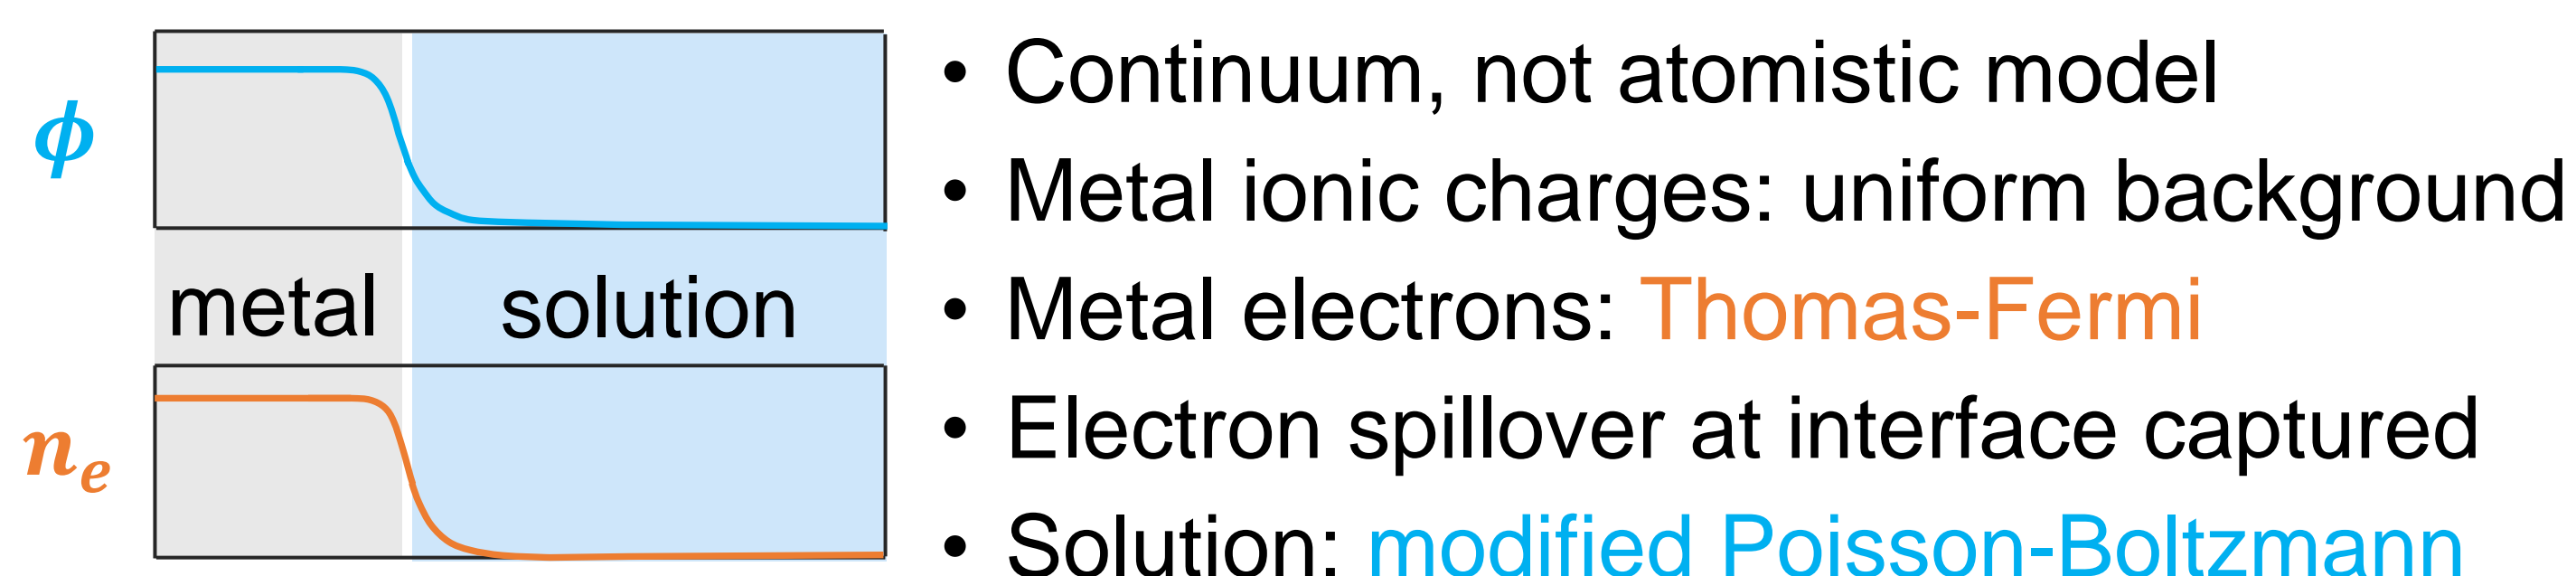 ϕ
metal solution
nₑ
• Continuum, not atomistic model
• Metal ionic charges: uniform background
• Metal electrons: Thomas-Fermi
• Electron spillover at interface captured
• Solution: modified Poisson-Boltzmann